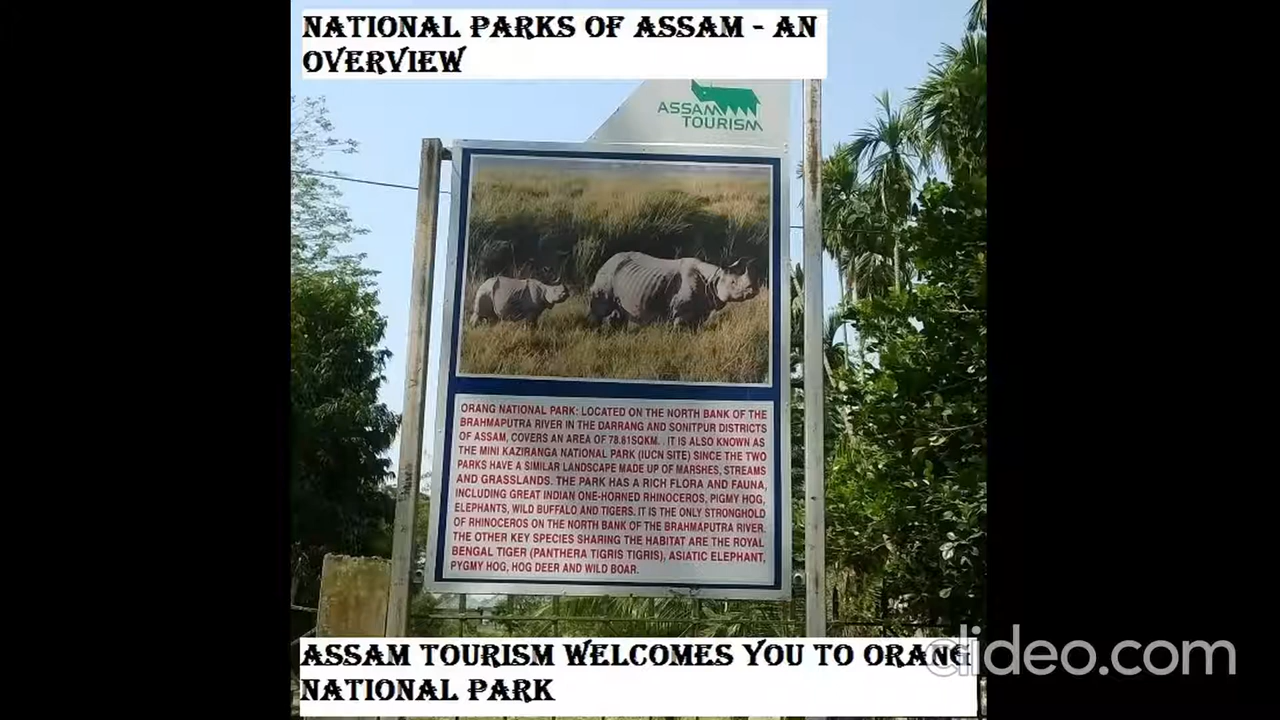 NATIONAL PARKS OF ASSAM - AN
OVERVIEW
ASSAM
TOURISM
ORANG NATIONAL PARK: LOCATED ON THE NORTH BANK OF THE
BRAHMAPUTRA RIVER IN THE DARRANG AND SONITPUR DISTRICTS
OF ASSAM, COVERS AN AREA OF 78.81SQKM. . IT IS ALSO KNOWN AS
THE MINI KAZIRANGA NATIONAL PARK (IUCN SITE) SINCE THE TWO
PARKS HAVE A SIMILAR LANDSCAPE MADE UP OF MARSHES, STREAMS
AND GRASSLANDS. THE PARK HAS A RICH FLORA AND FAUNA,
INCLUDING GREAT INDIAN ONE-HORNED RHINOCEROS, PIGMY HOG,
ELEPHANTS, WILD BUFFALO AND TIGERS. IT IS THE ONLY STRONGHOLD
OF RHINOCEROS ON THE NORTH BANK OF THE BRAHMAPUTRA RIVER.
THE OTHER KEY SPECIES SHARING THE HABITAT ARE THE ROYAL
BENGAL TIGER (PANTHERA TIGRIS TIGRIS), ASIATIC ELEPHANT,
PYGMY HOG, HOG DEER AND WILD BOAR.
ASSAM TOURISM WELCOMES YOU TO ORANG
NATIONAL PARK
clideo.com